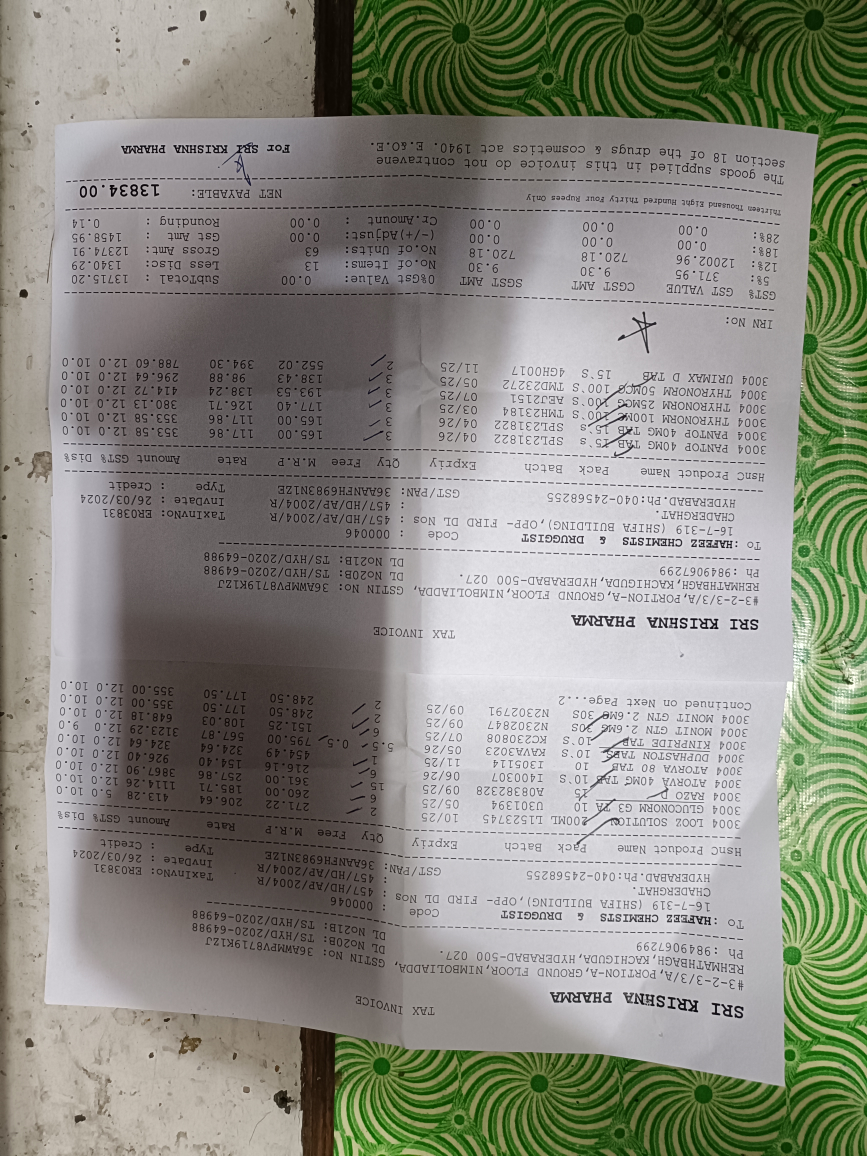 TAX INVOICE
SRI KRISHNA PHARMA
#3-2-3/3/A, PORTION-A, GROUND FLOOR, NIMBOLIADDA, GSTIN No: 36AWMPV8719K1ZJ
REHMATHBAGH, KACHIGUDA, HYDERABAD-500 027. DL No20B: TS/HYD/2020-64988
Ph :9849067299 DL No21B: TS/HYD/2020-64988
To :HAFEEZ CHEMISTS & DRUGGIST Code : 000046
16-7-319 (SHIFA BUILDING), OPP- FIRD DL Nos : 457/HD/AP/2004/R TaxInvNo: ER03831
CHADERGHAT. : 457/HD/AP/2004/R InvDate : 26/03/2024
HYDERABAD.Ph:040-24568255 GST/PAN: 36AANFH6983N1ZE Type : Credit
HsnC Product Name Pack Batch Expriy Qty Free M.R.P Rate Amount GST% Dis%
3004 LOOZ SOLUTION 200ML L1523745 10/25 2 271.22 206.64 413.28 5.0 10.0
3004 GLUCONORM G3 TA 10 U301394 05/25 6 260.00 185.71 1114.26 12.0 10.0
3004 RAZO D 15 A0838232B 09/25 15 361.00 257.86 3867.90 12.0 10.0
3004 ATORVA 40MG TAB 10`S I400307 06/26 6 216.16 154.40 926.40 12.0 10.0
3004 ATORVA 80 TAB 10 I305114 11/25 1 454.49 324.64 324.64 12.0 10.0
3004 DUPHASTON TABS 10`s KAVA3023 05/26 5.5 0.5 795.00 567.87 3123.29 12.0 9.0
3004 KINPRIDE TAB 10`S KC230808 07/25 6 151.25 108.03 648.18 12.0 10.0
3004 MONIT GTN 2.6MG 30S N2302847 09/25 2 248.50 177.50 355.00 12.0 10.0
3004 MONIT GTN 2.6MG 30S N2302791 09/25 2 248.50 177.50 355.00 12.0 10.0
Continued on Next Page...2
TAX INVOICE
SRI KRISHNA PHARMA
#3-2-3/3/A, PORTION-A, GROUND FLOOR, NIMBOLIADDA, GSTIN No: 36AWMPV8719K1ZJ
REHMATHBAGH, KACHIGUDA, HYDERABAD-500 027. DL No20B: TS/HYD/2020-64988
Ph :9849067299 DL No21B: TS/HYD/2020-64988
To :HAFEEZ CHEMISTS & DRUGGIST Code : 000046
16-7-319 (SHIFA BUILDING), OPP- FIRD DL Nos : 457/HD/AP/2004/R TaxInvNo: ER03831
CHADERGHAT. : 457/HD/AP/2004/R InvDate : 26/03/2024
HYDERABAD.Ph:040-24568255 GST/PAN: 36AANFH6983N1ZE Type : Credit
HsnC Product Name Pack Batch Expriy Qty Free M.R.P Rate Amount GST% Dis%
3004 PANTOP 40MG TAB 15`s SPL231822 04/26 3 165.00 117.86 353.58 12.0 10.0
3004 PANTOP 40MG TAB 15`s SPL231822 04/26 3 165.00 117.86 353.58 12.0 10.0
3004 THYRONORM 100MC 100`s TMH23184 03/25 3 177.40 126.71 380.13 12.0 10.0
3004 THYRONORM 25MCG 100`s AEJ2151 07/25 3 193.53 138.24 414.72 12.0 10.0
3004 THYRONORM 50MCG 100`S TMD23272 05/25 3 138.43 98.88 296.64 12.0 10.0
3004 URIMAX D TAB 15`S 4GH0017 11/25 2 552.02 394.30 788.60 12.0 10.0
IRN No:
GST% GST VALUE CGST AMT SGST AMT 0%Gst Value: 0.00 SubTotal : 13715.20
5%: 371.95 9.30 9.30 No.of Items: 13 Less Disc: 1340.29
12%: 12002.96 720.18 720.18 No.of Units: 63 Gross Amt: 12374.91
18%: 0.00 0.00 0.00 (-/+)Adjust: 0.00 Gst Amt : 1458.95
28%: 0.00 0.00 0.00 Cr.Amount : 0.00 Rounding : 0.14
Thirteen Thousand Eight Hundred Thirty Four Rupees Only NET PAYABLE: 13834.00
The goods supplied in this invoice do not contravene
section 18 of the drugs & cosmetics act 1940. E.&O.E. For SRI KRISHNA PHARMA